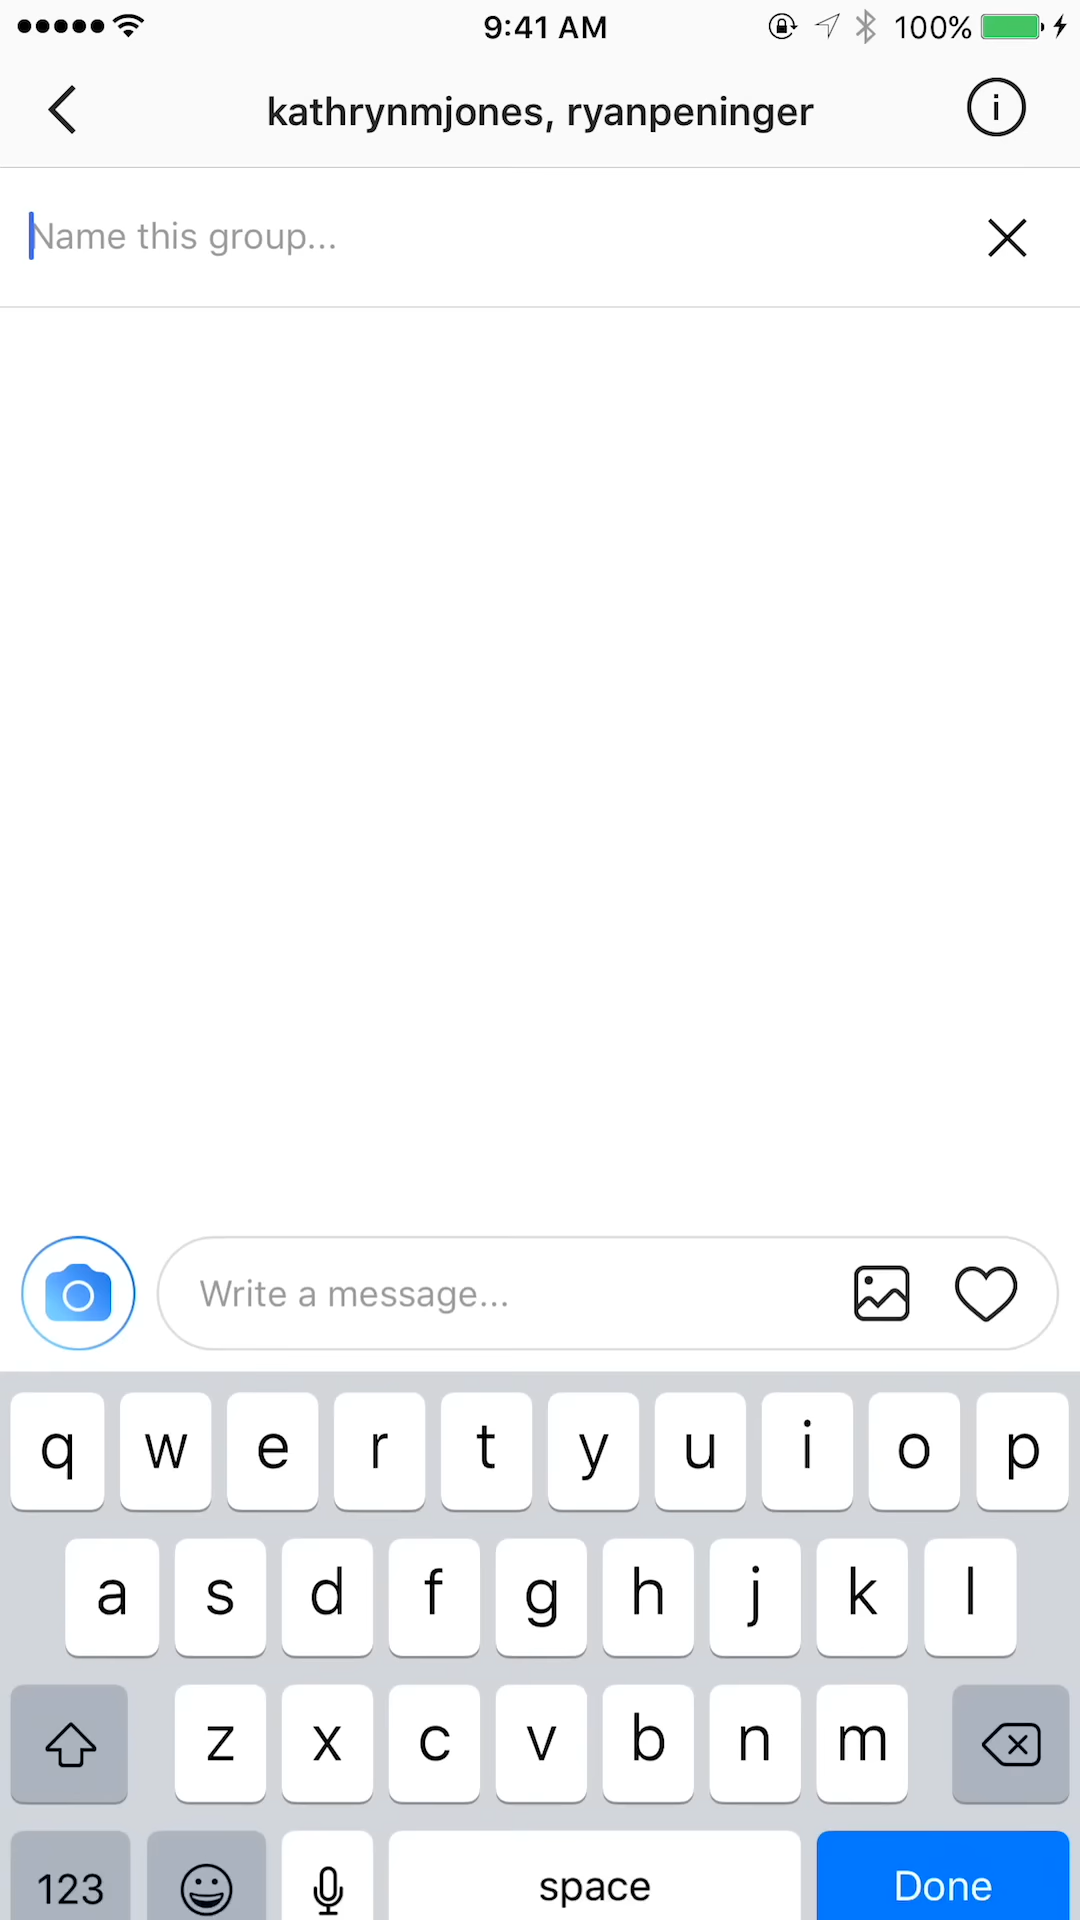 9:41 AM 100%
kathrynmjones, ryanpeninger
Name this group...
Write a message...
q w e r t y u i o p
a s d f g h j k l
z x c v b n m
123 space Done